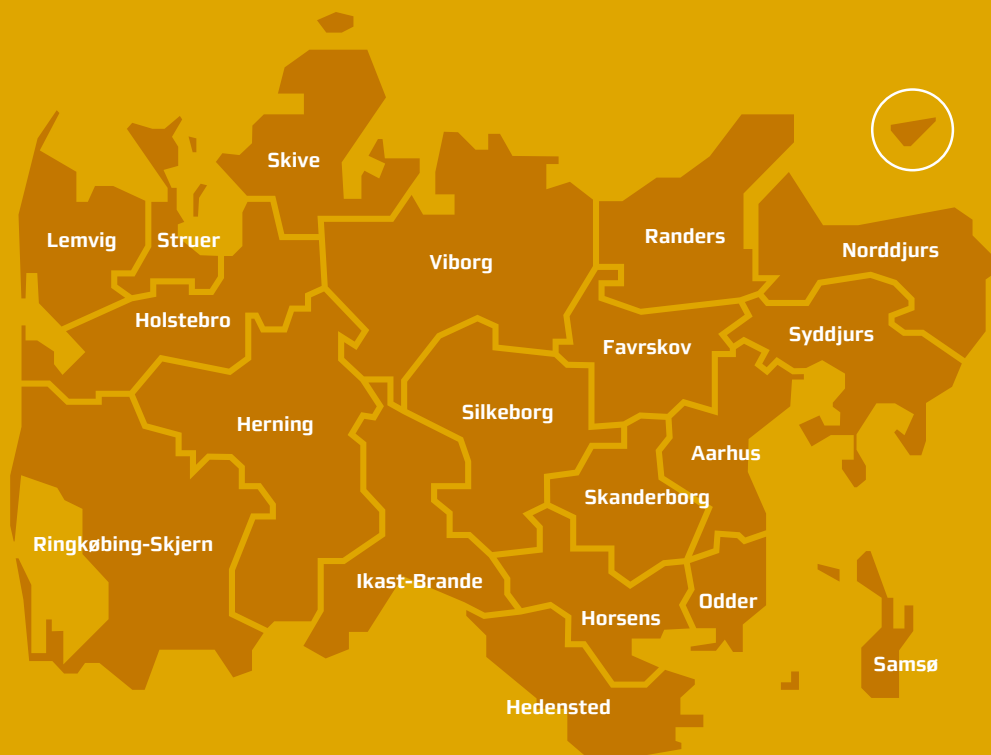 Skive
Lemvig
Struer
Viborg
Randers
Norddjurs
Holstebro
Favrskov
Syddjurs
Herning
Silkeborg
Aarhus
Skanderborg
Ringkøbing-Skjern
Ikast-Brande
Odder
Horsens
Samsø
Hedensted